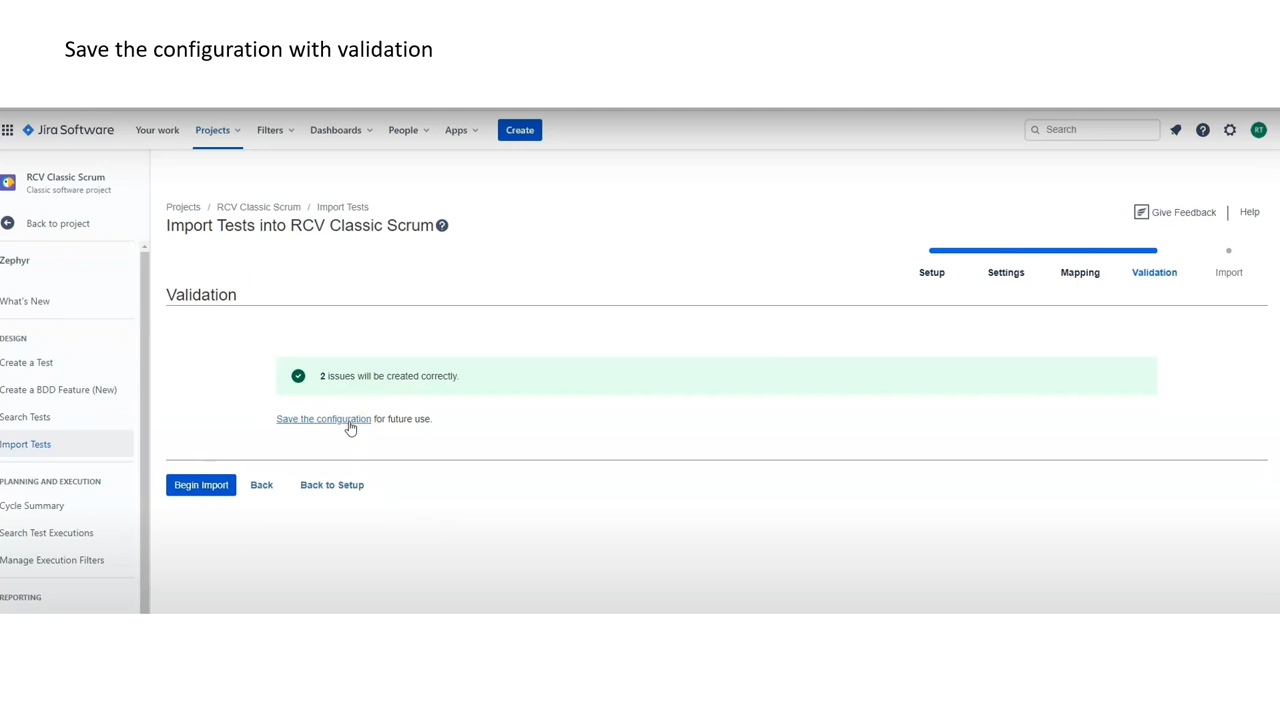 Save the configuration with validation
Jira Software Your work Projects Filters Dashboards People Apps Create Search RT
RCV Classic Scrum
Classic software project
Back to project
Zephyr
What's New
DESIGN
Create a Test
Create a BDD Feature (New)
Search Tests
Import Tests
PLANNING AND EXECUTION
Cycle Summary
Search Test Executions
Manage Execution Filters
REPORTING
Projects / RCV Classic Scrum / Import Tests
Import Tests into RCV Classic Scrum
Give Feedback | Help
Setup Settings Mapping Validation Import
Validation
2 issues will be created correctly.
Save the configuration for future use.
Begin Import Back Back to Setup